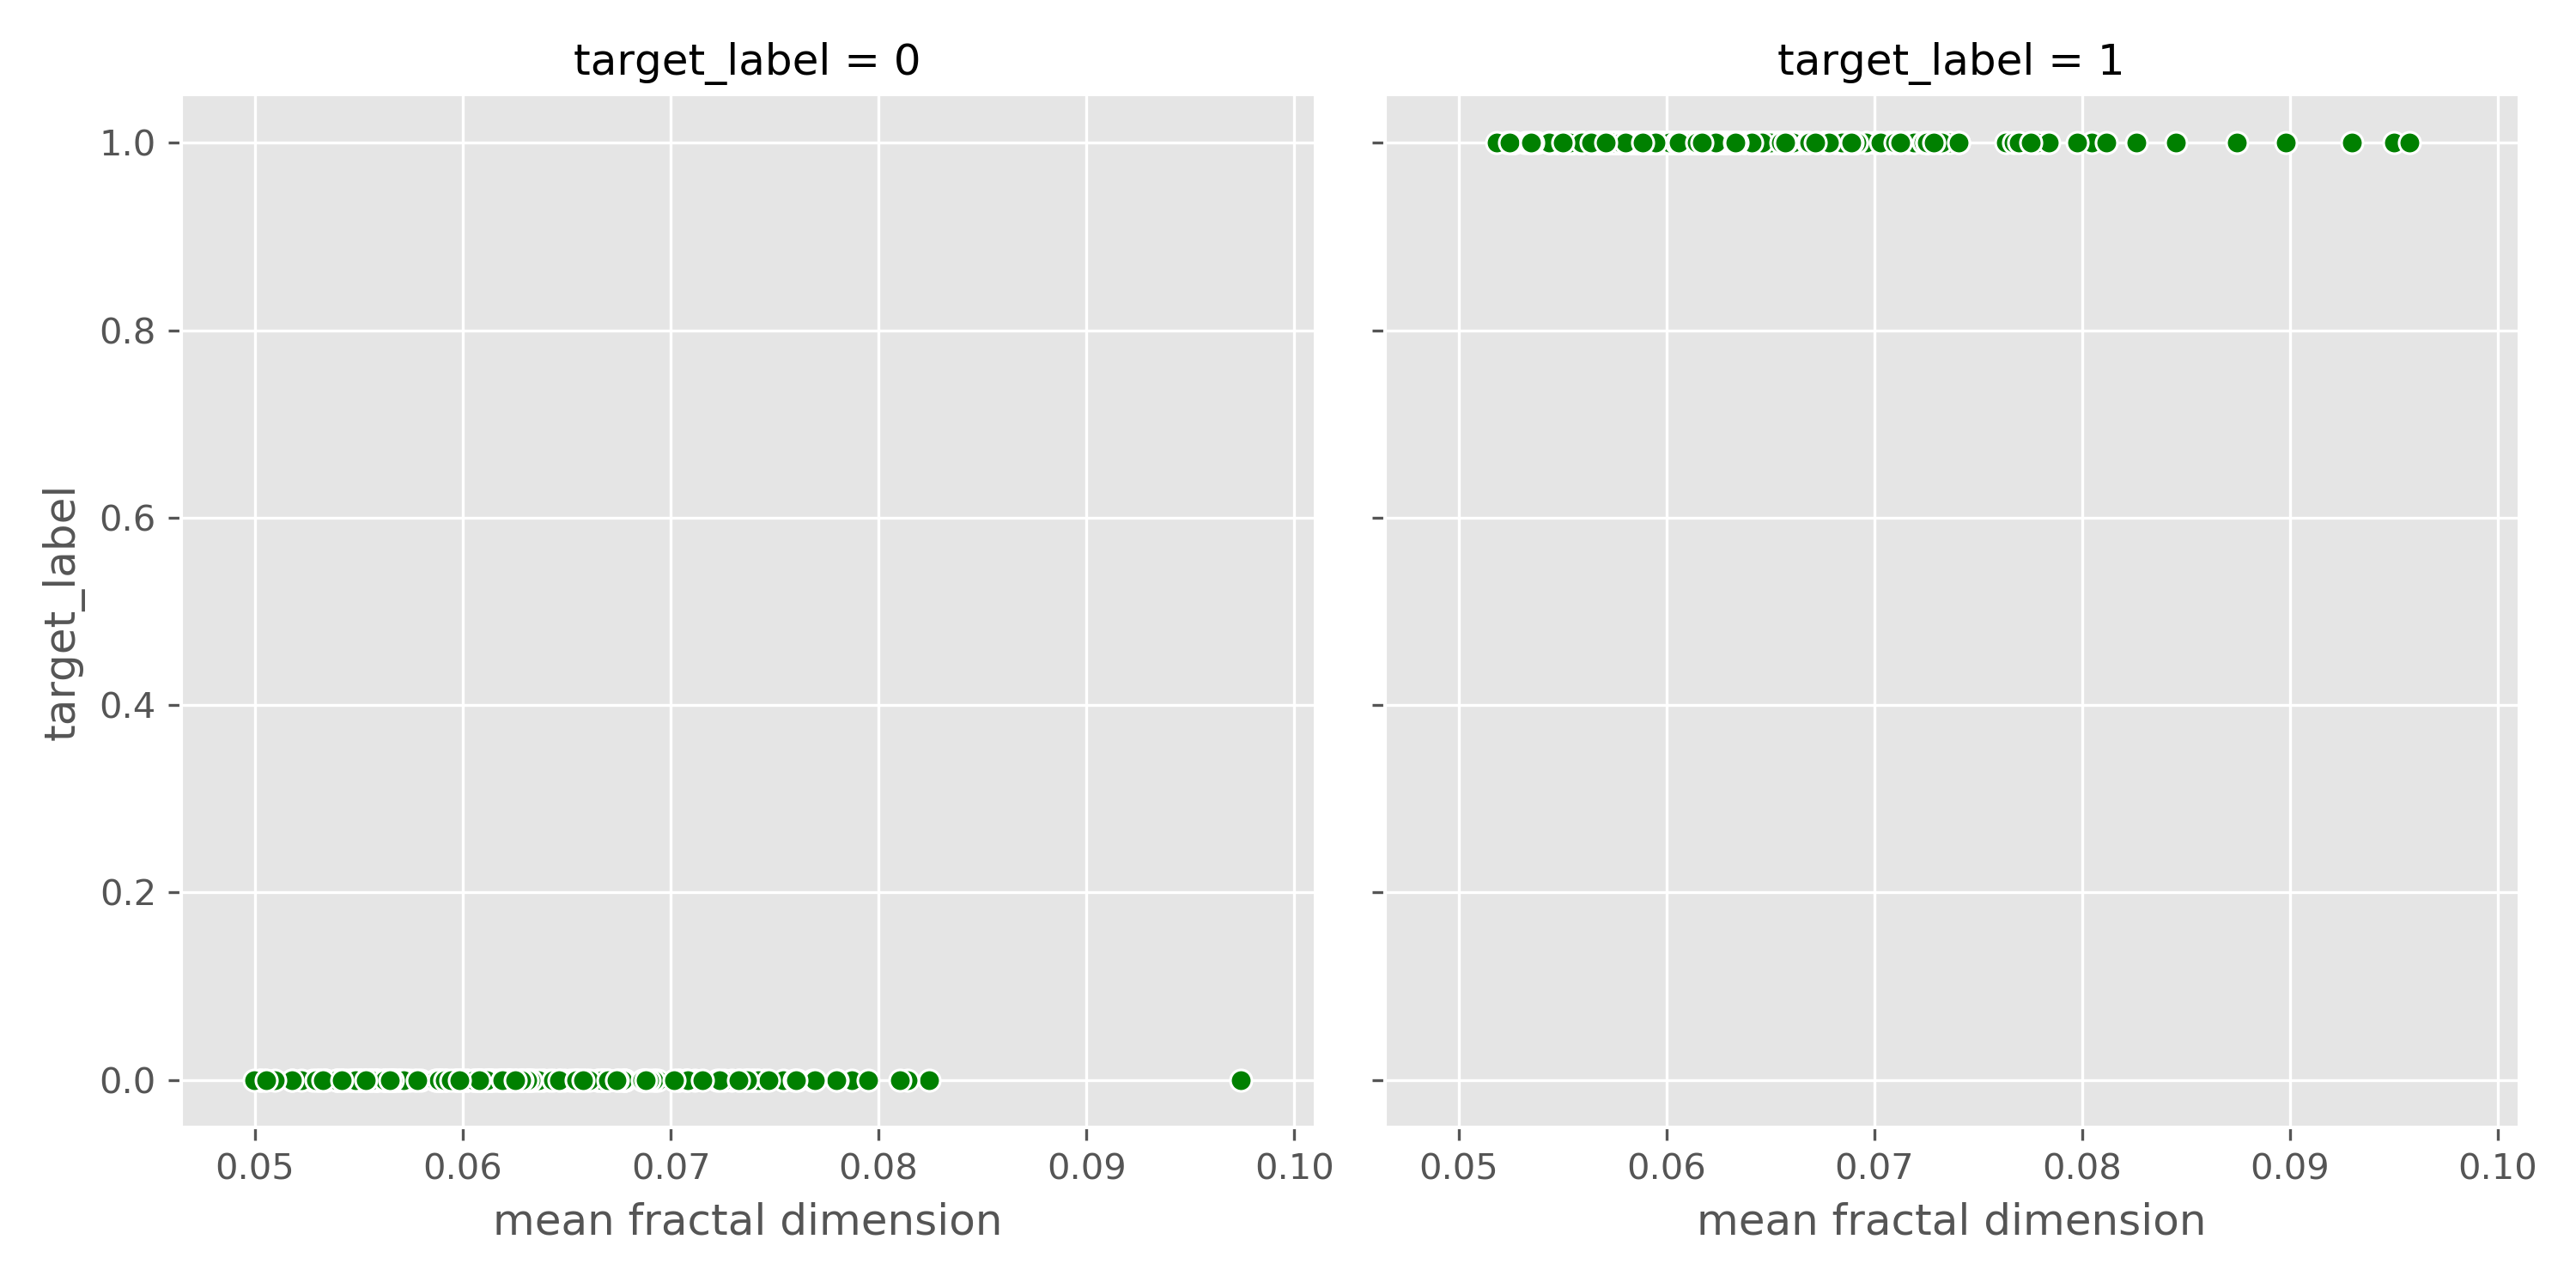 target_label = 0
target_label = 1
target_label
1.0
0.8
0.6
0.4
0.2
0.0
0.05 0.06 0.07 0.08 0.09 0.10
0.05 0.06 0.07 0.08 0.09 0.10
mean fractal dimension
mean fractal dimension